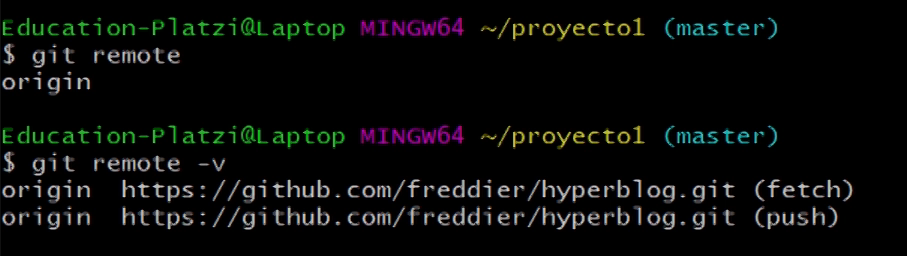 Education-Platzi@Laptop MINGW64 ~/proyecto1 (master)
$ git remote
origin
Education-Platzi@Laptop MINGW64 ~/proyecto1 (master)
$ git remote -v
origin  https://github.com/freddier/hyperblog.git (fetch)
origin  https://github.com/freddier/hyperblog.git (push)